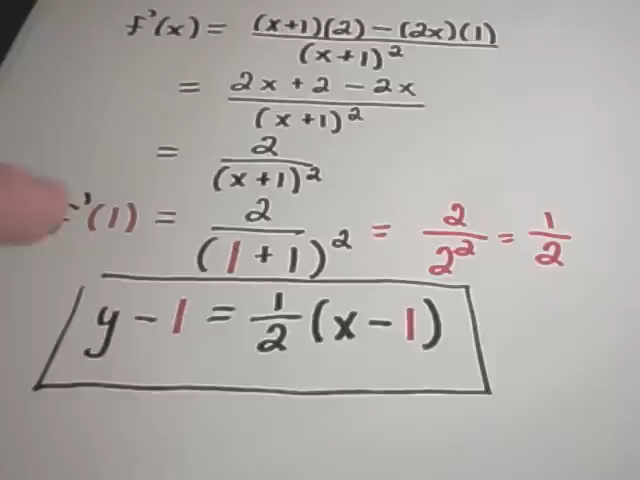 f'(x) = (x+1)(2) - (2x)(1) / (x+1)²
= 2x + 2 - 2x / (x+1)²
= 2 / (x+1)²
'(1) = 2 / (1+1)² = 2 / 2² = 1 / 2
y - 1 = 1/2 (x - 1)